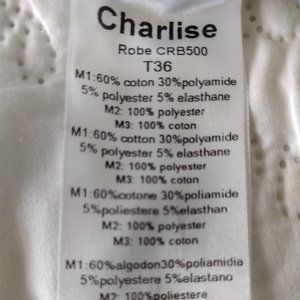 Charlise
Robe CRB500
T36
M1:60% coton 30%polyamide
5% polyester 5% elasthane
M2: 100% polyester
M3: 100% coton
M1:60% cotton 30%polyamide
5% polyester 5% elasthane
M2: 100% polyester
M3: 100% coton
M1:60%cotone 30%poliamide
5%poliestere 5%elasthan
M2: 100% polyester
M3: 100% coton
M1:60%algodon30%poliamidia
5%polyestere 5%elastano
M2: 100%poliestere